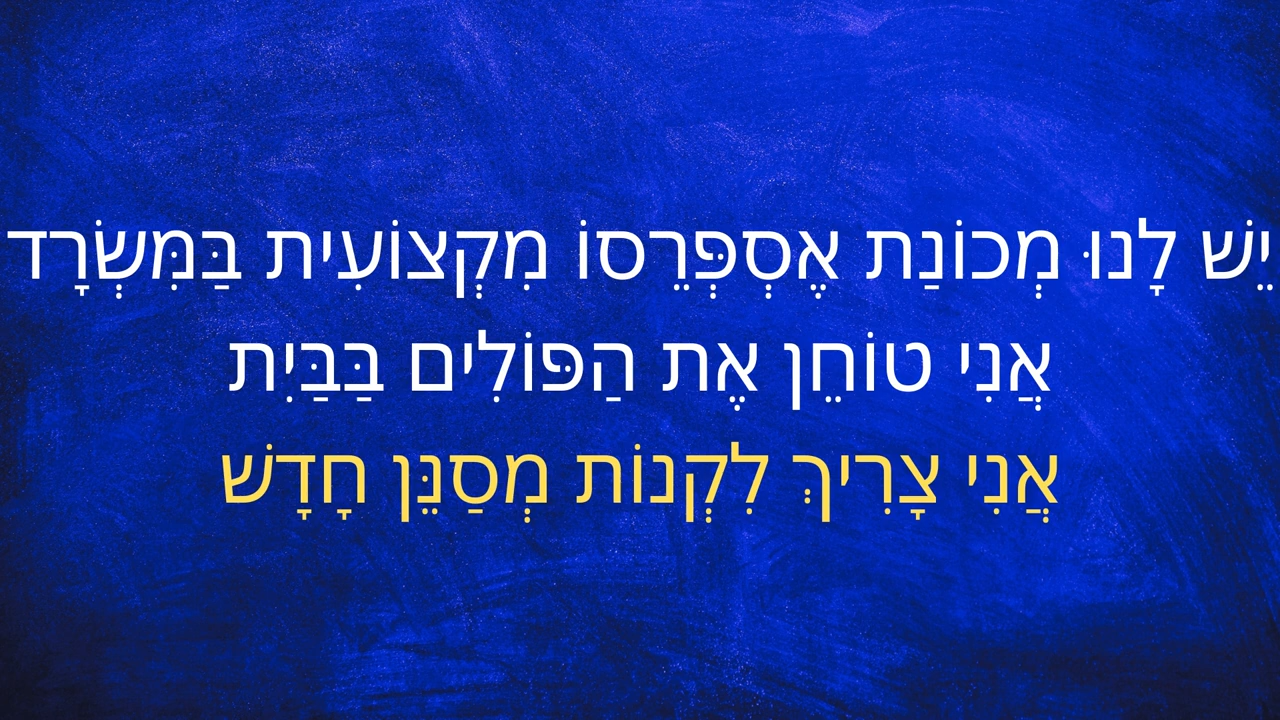 יֵשׁ לָנוּ מְכוֹנַת אֶסְפְּרֵסוֹ מִקְצוֹעִית בַּמִּשְׂרָד
אֲנִי טוֹחֵן אֶת הַפּוֹלִים בַּבַּיִת
אֲנִי צָרִיךְ לִקְנוֹת מְסַנֵּן חָדָשׁ